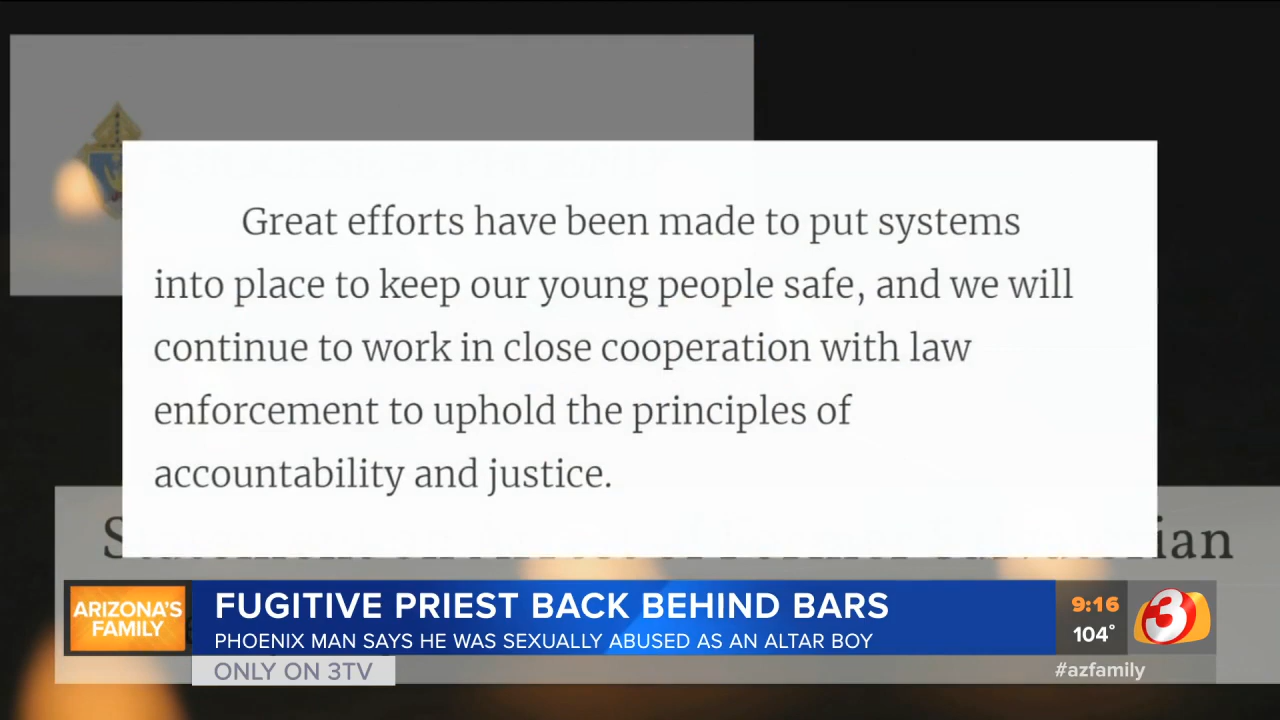 Great efforts have been made to put systems
into place to keep our young people safe, and we will
continue to work in close cooperation with law
enforcement to uphold the principles of
accountability and justice.
ARIZONA'S
FAMILY
FUGITIVE PRIEST BACK BEHIND BARS
PHOENIX MAN SAYS HE WAS SEXUALLY ABUSED AS AN ALTAR BOY
ONLY ON 3TV
9:16
104°
3
#azfamily